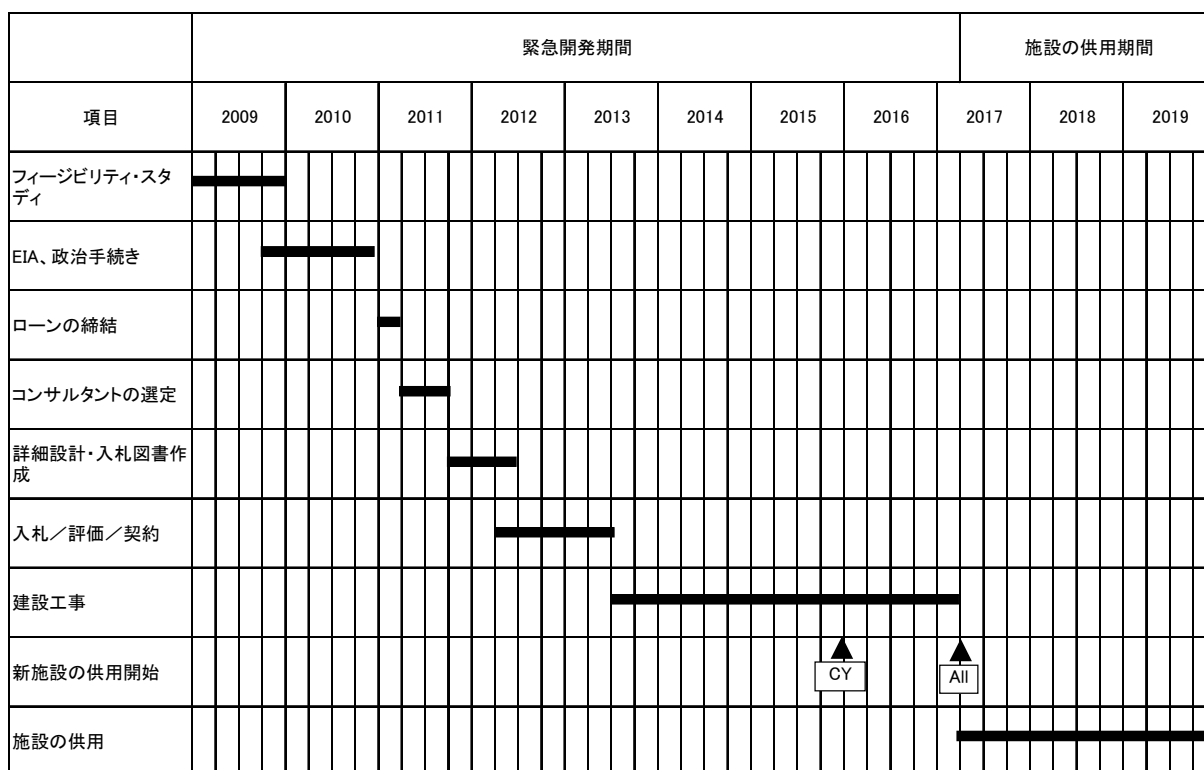 緊急開発期間
施設の供用期間
項目
2009
2010
2011
2012
2013
2014
2015
2016
2017
2018
2019
フィージビリティ・スタ
ディ
EIA、政治手続き
ローンの締結
コンサルタントの選定
詳細設計・入札図書作
成
入札／評価／契約
建設工事
新施設の供用開始
CY
All
施設の供用